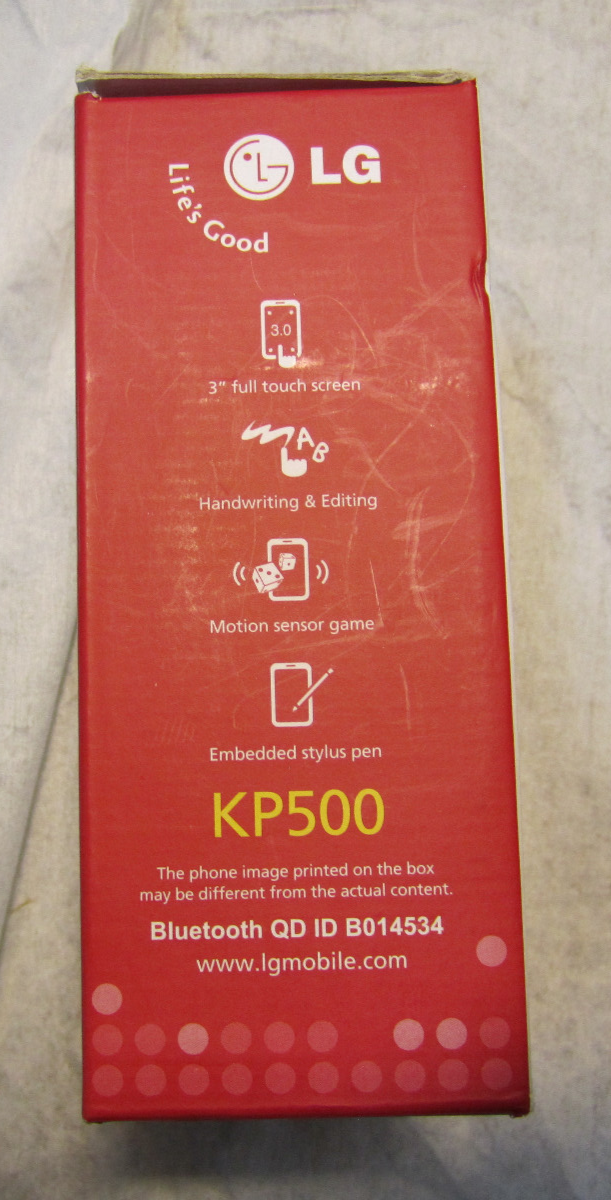 LG
Life's Good
3.0
3" full touch screen
AB
Handwriting & Editing
Motion sensor game
Embedded stylus pen
KP500
The phone image printed on the box
may be different from the actual content.
Bluetooth QD ID B014534
www.lgmobile.com